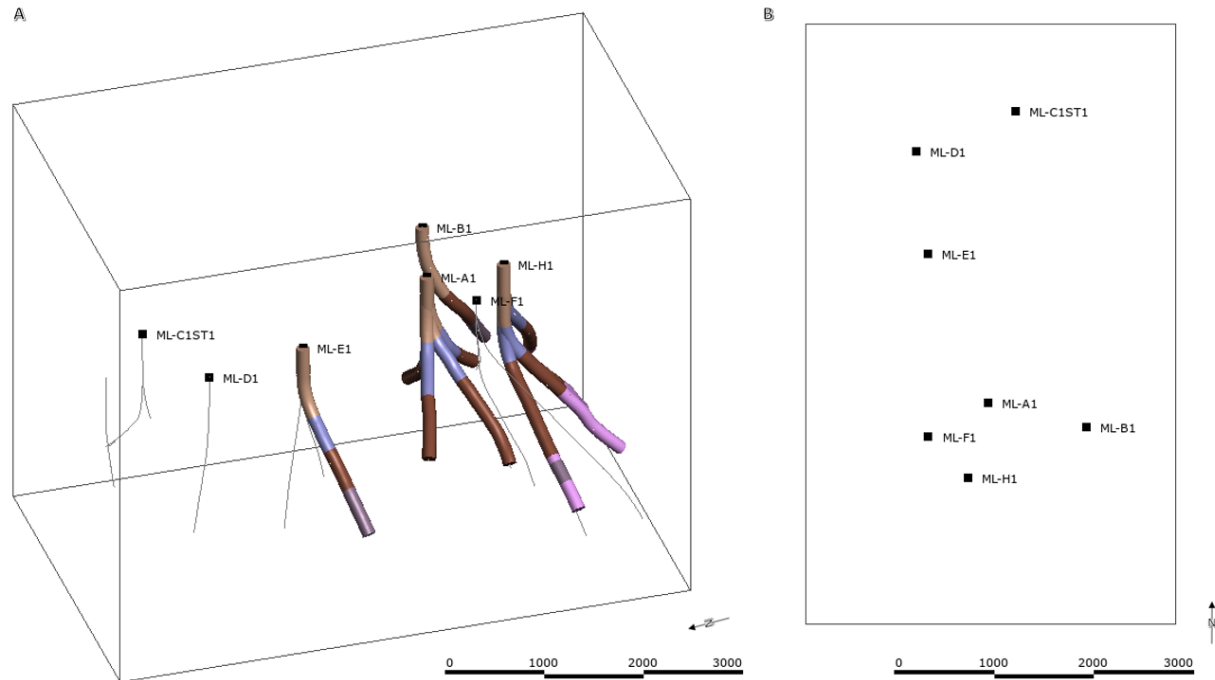 A
B
ML-C1ST1
ML-D1
ML-B1
ML-H1
ML-A1
ML-F1
ML-E1
ML-C1ST1
ML-D1
ML-E1
ML-A1
ML-B1
ML-F1
ML-H1
N
N
0 1000 2000 3000
0 1000 2000 3000